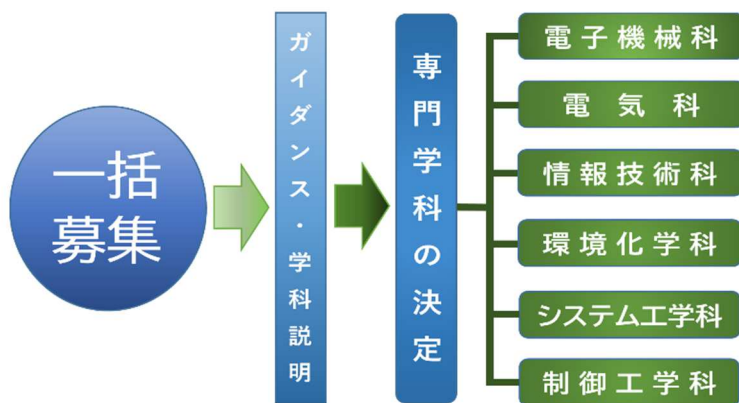 一括
募集
ガイダンス・学科説明
専門学科の決定
電子機械科
電気科
情報技術科
環境化学科
システム工学科
制御工学科